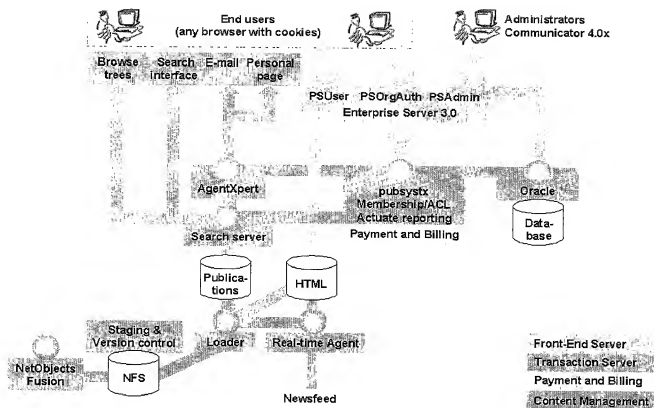 End users
(any browser with cookies)
Administrators
Communicator 4.0x
Browse
trees
Search
interface
E-mail
Personal
page
PSUser PSOrgAuth PSAdmin
Enterprise Server 3.0
AgentXpert
pubsystx
Membership/ACL
Actuate reporting
Payment and Billing
Oracle
Data-
base
Search server
Publica-
tions
HTML
Staging &
Version control
Loader
Real-time Agent
NetObjects
Fusion
NFS
Newsfeed
Front-End Server
Transaction Server
Payment and Billing
Content Management